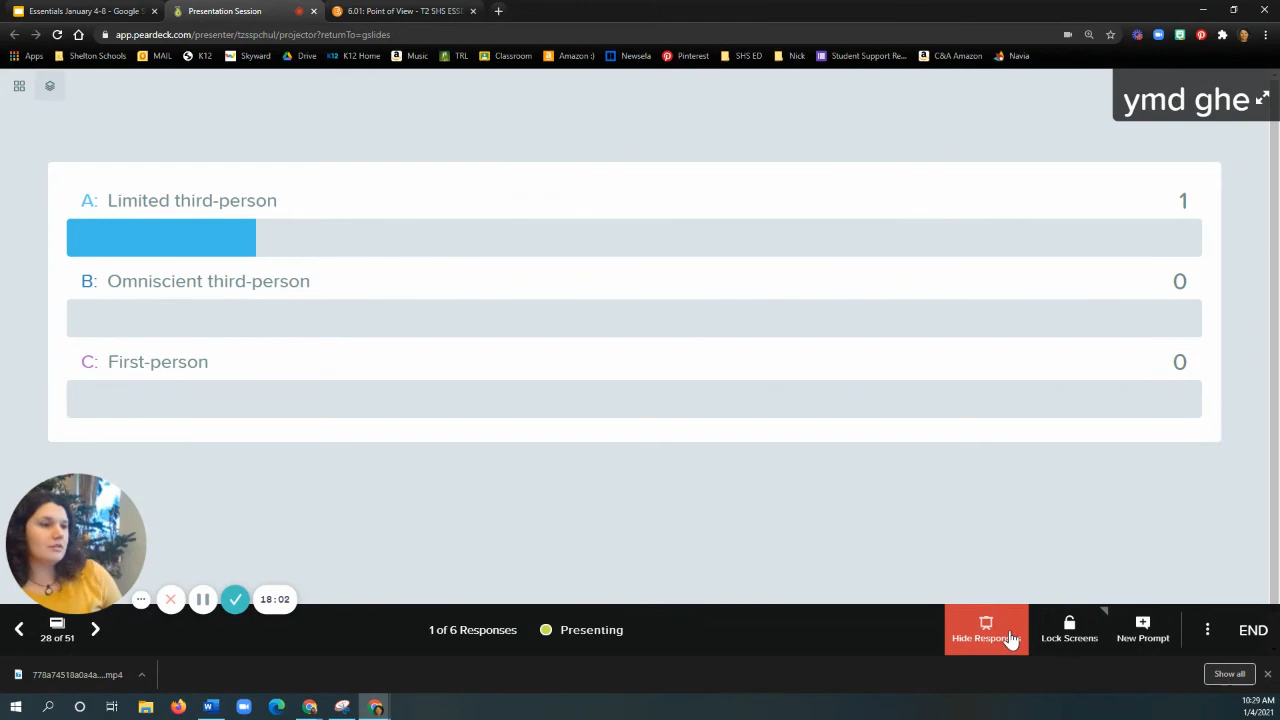 Essentials January 4-8 - Google S
Presentation Session
6.01: Point of View - T2 SHS ESSE
app.peardeck.com/presenter/tzsspchul/projector?returnTo=gslides
Apps
Shelton Schools
MAIL
K12
Skyward
Drive
K12 Home
Music
TRL
Classroom
Amazon :)
Newsela
Pinterest
SHS ED
Nick
Student Support Re...
C&A Amazon
Navia
ymd ghe
A: Limited third-person 1
B: Omniscient third-person 0
C: First-person 0
18:02
28 of 51
1 of 6 Responses
Presenting
Hide Respon
Lock Screens
New Prompt
END
778a74518a0a4a....mp4
Show all
10:29 AM
1/4/2021